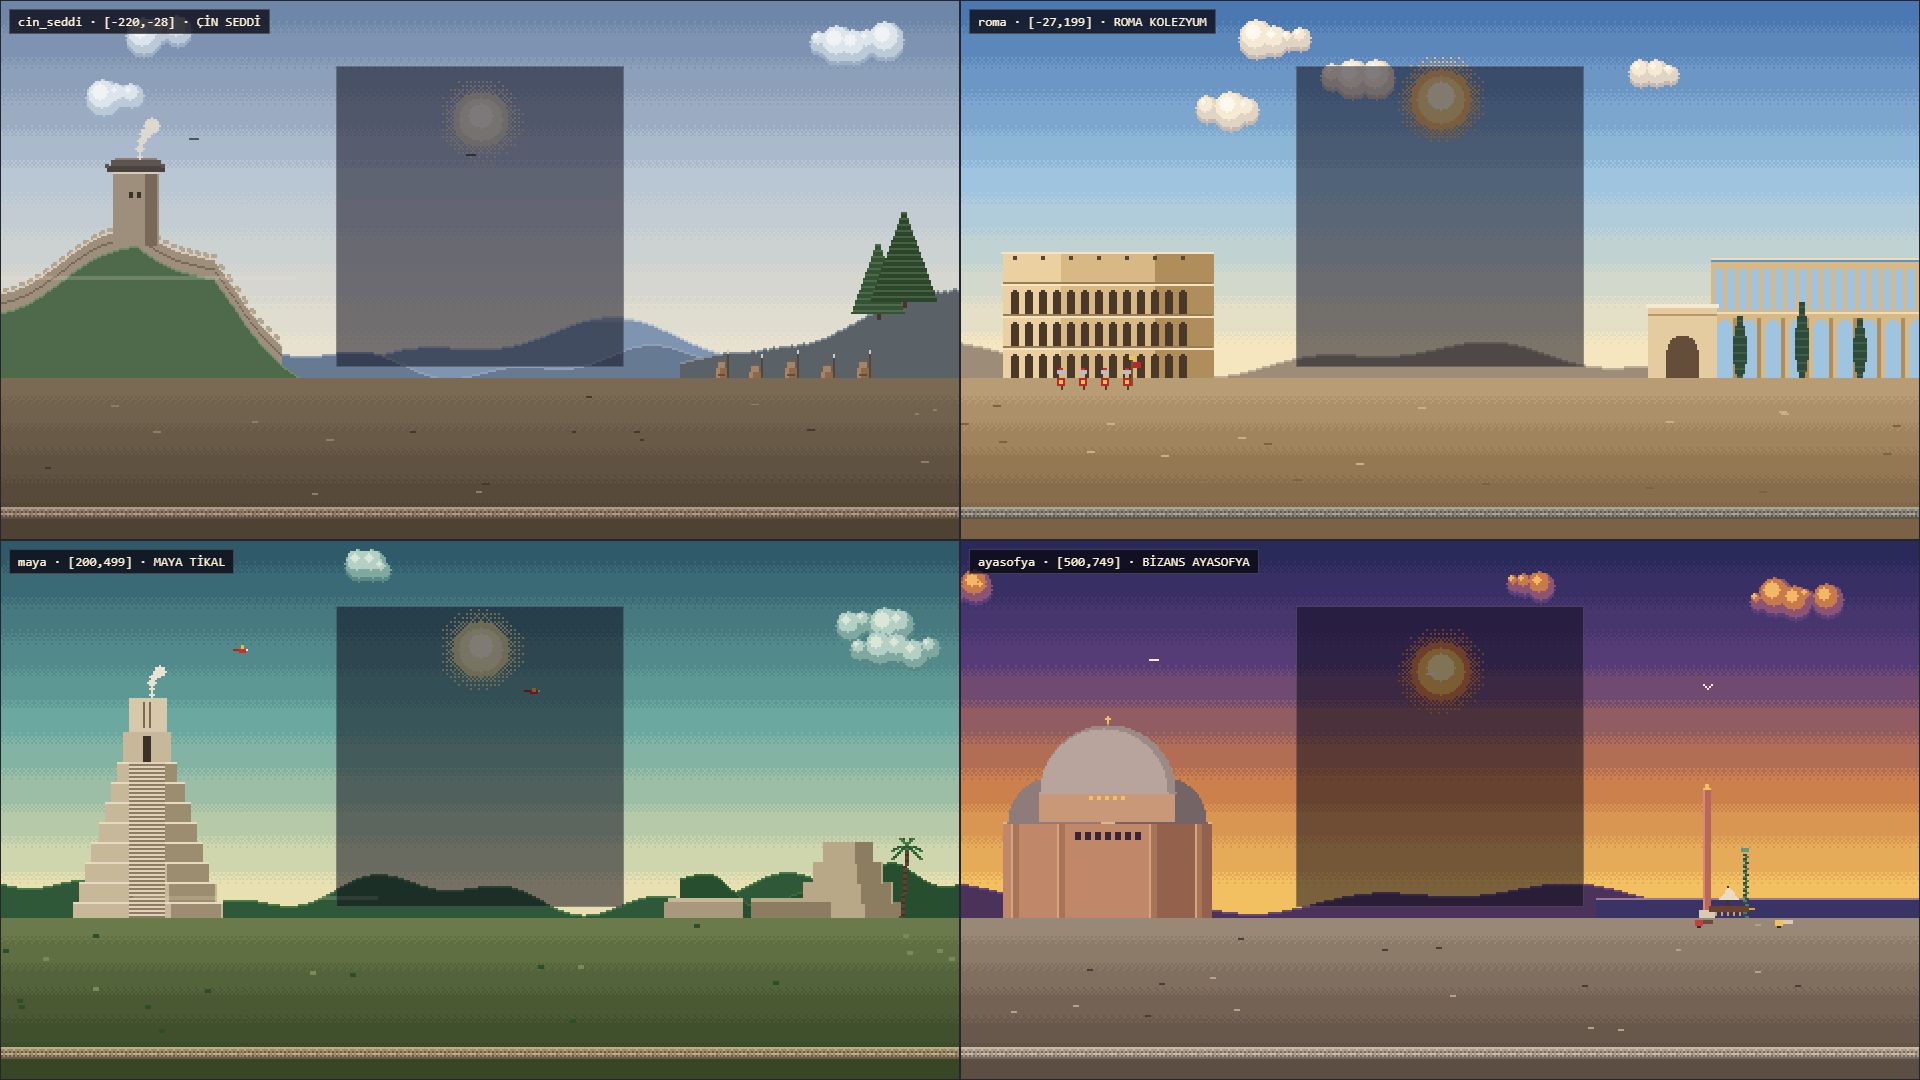 cin_seddi · [-220,-28] · ÇİN SEDDİ
roma · [-27,199] · ROMA KOLEZYUM
maya · [200,499] · MAYA TİKAL
ayasofya · [500,749] · BİZANS AYASOFYA